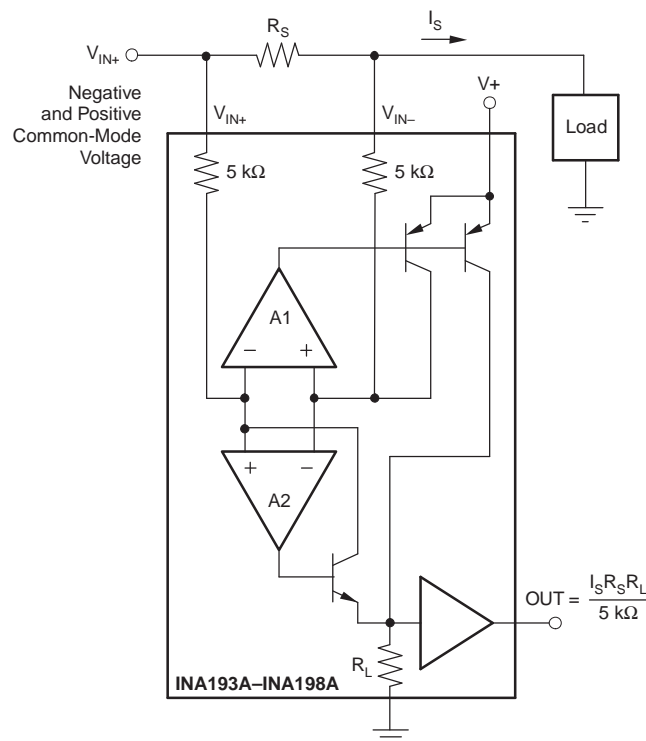 R_S
I_S
V_IN+
V+
Negative
and Positive
Common-Mode
Voltage
V_IN+
V_IN–
Load
5 kΩ
5 kΩ
A1
– +
+ –
A2
OUT = I_S R_S R_L / 5 kΩ
R_L
INA193A–INA198A